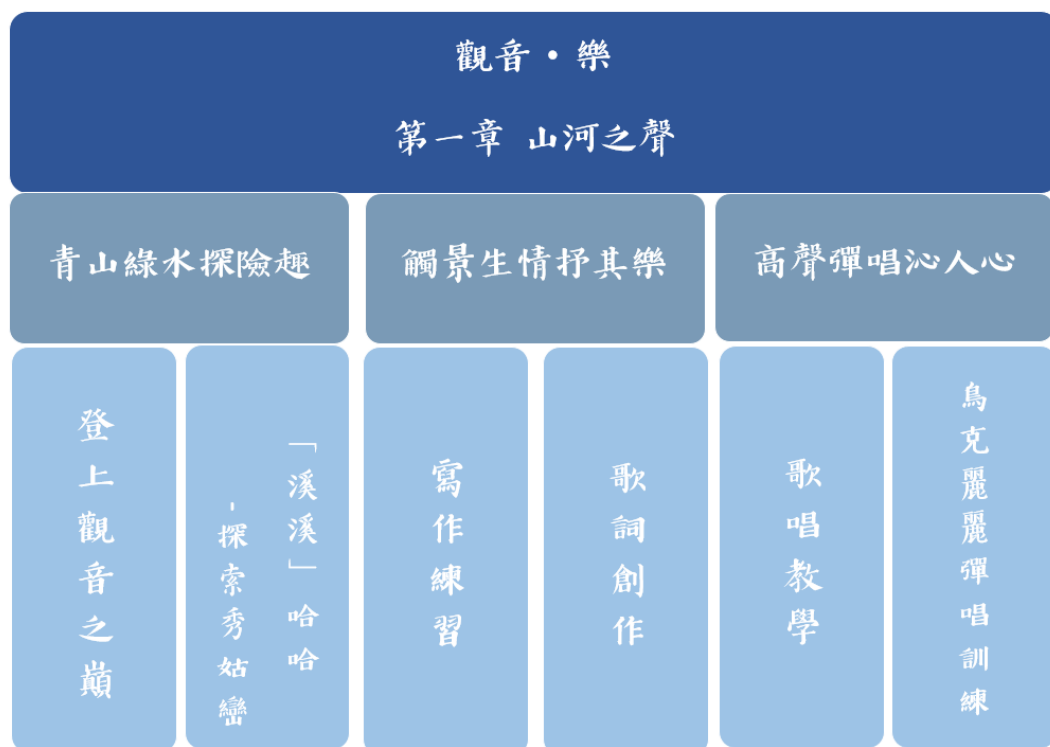 觀音・樂
第一章 山河之聲
青山綠水探險趣
觸景生情抒其樂
高聲彈唱沁人心
登上觀音之巔
「溪溪」哈哈
-探索秀姑巒
寫作練習
歌詞創作
歌唱教學
烏克麗麗彈唱訓練